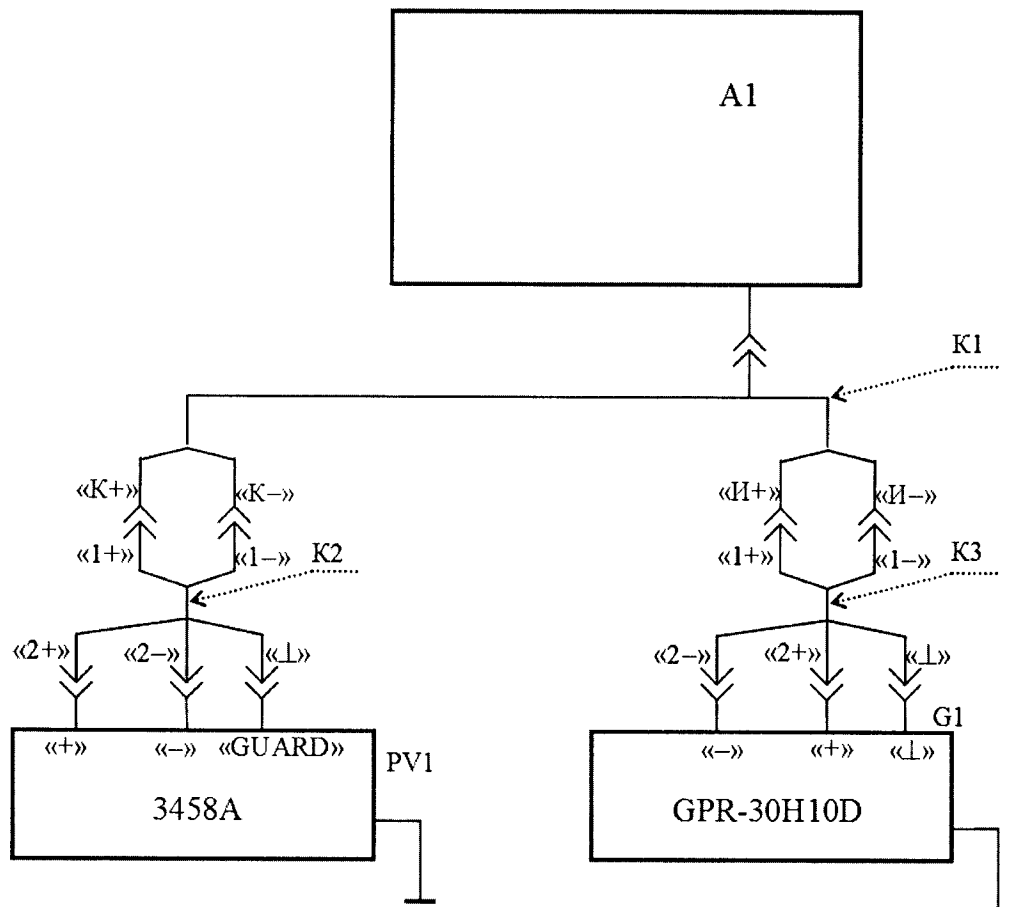 A1
K1
«К+» «К–» «И+» «И–»
«1+» «1–» K2 «1+» «1–» K3
«2+» «2–» «⊥» «2–» «2+» «⊥»
G1
«+» «–» «GUARD» «–» «+» «⊥»
PV1
3458A GPR-30H10D